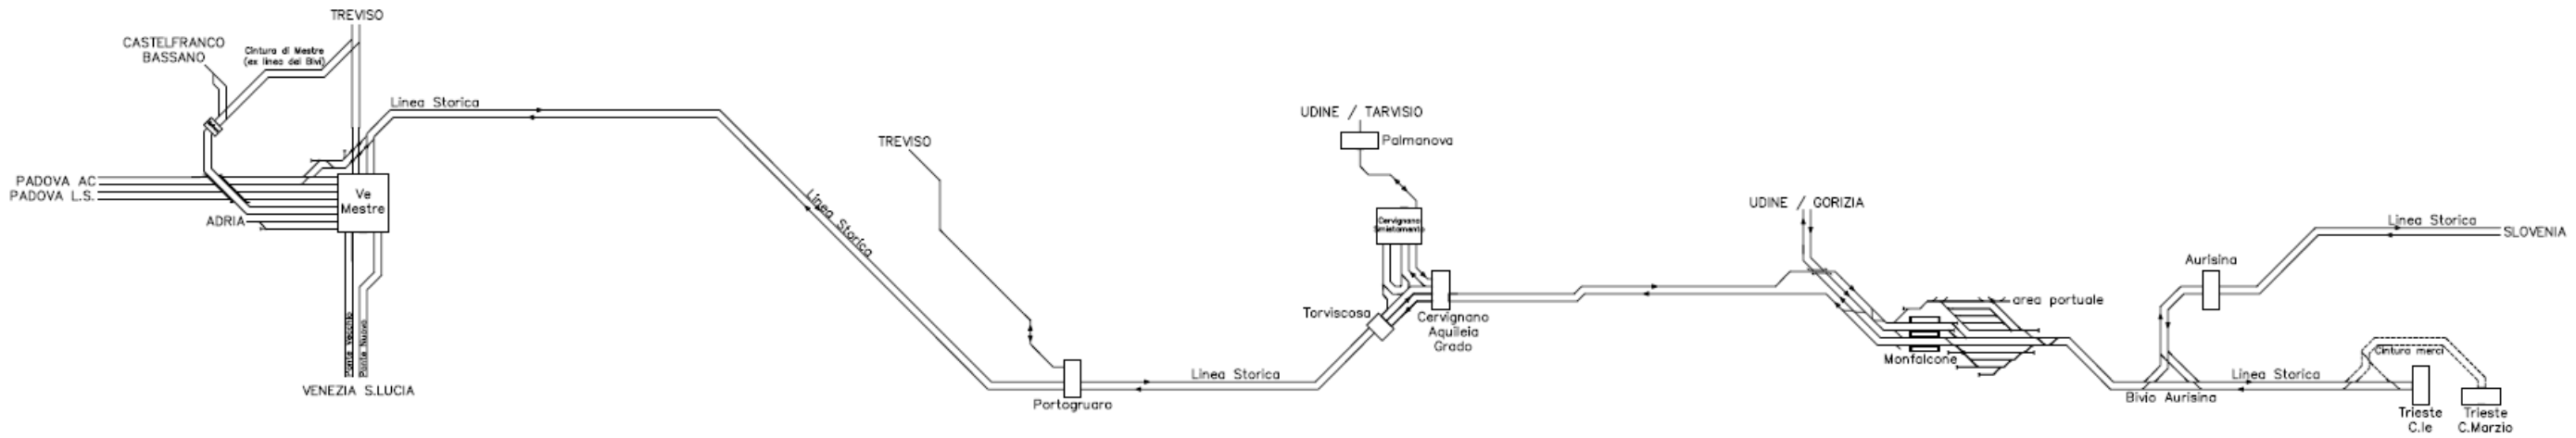 TREVISO
CASTELFRANCO
BASSANO
Cintura di Mestre
(ex linea dei Bivi)
Linea Storica
PADOVA AC
PADOVA L.S.
ADRIA
Ve
Mestre
Ponte Vecchio
Ponte Nuovo
VENEZIA S.LUCIA
Linea Storica
Linea Storica
TREVISO
Portogruaro
Linea Storica
UDINE / TARVISIO
Palmanova
Cervignano
Smistamento
Torviscosa
Cervignano
Aquileia
Grado
UDINE / GORIZIA
area portuale
Monfalcone
Aurisina
Linea Storica
SLOVENIA
Bivio Aurisina
Linea Storica
Cintura merci
Trieste
C.le
Trieste
C.Marzio